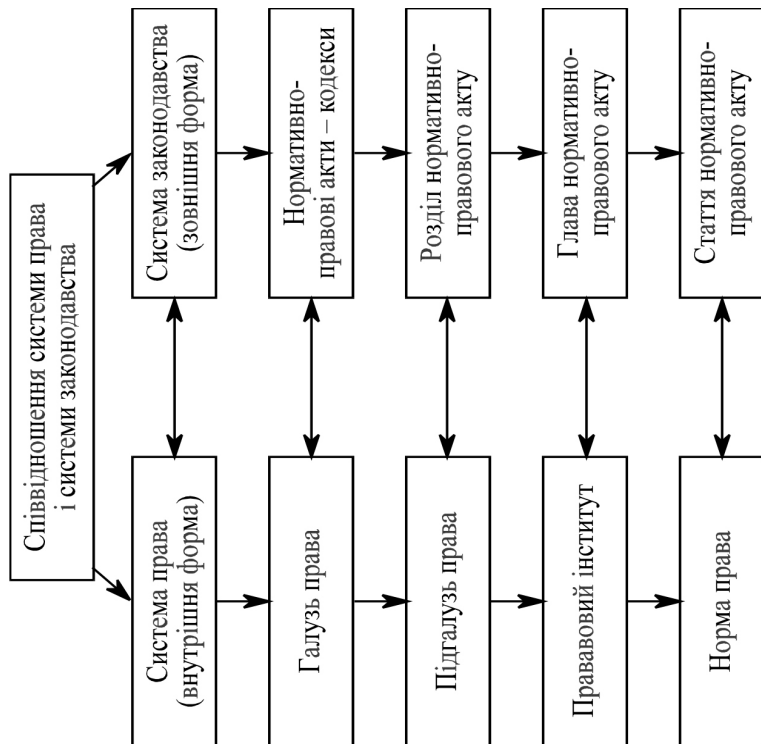 Співвідношення системи права
і системи законодавства
Система права
(внутрішня форма)
Система законодавства
(зовнішня форма)
Галузь права
Нормативно-
правові акти – кодекси
Підгалузь права
Розділ нормативно-
правового акту
Прававовий інститут
Глава нормативно-
правового акту
Норма права
Стаття нормативно-
правового акту